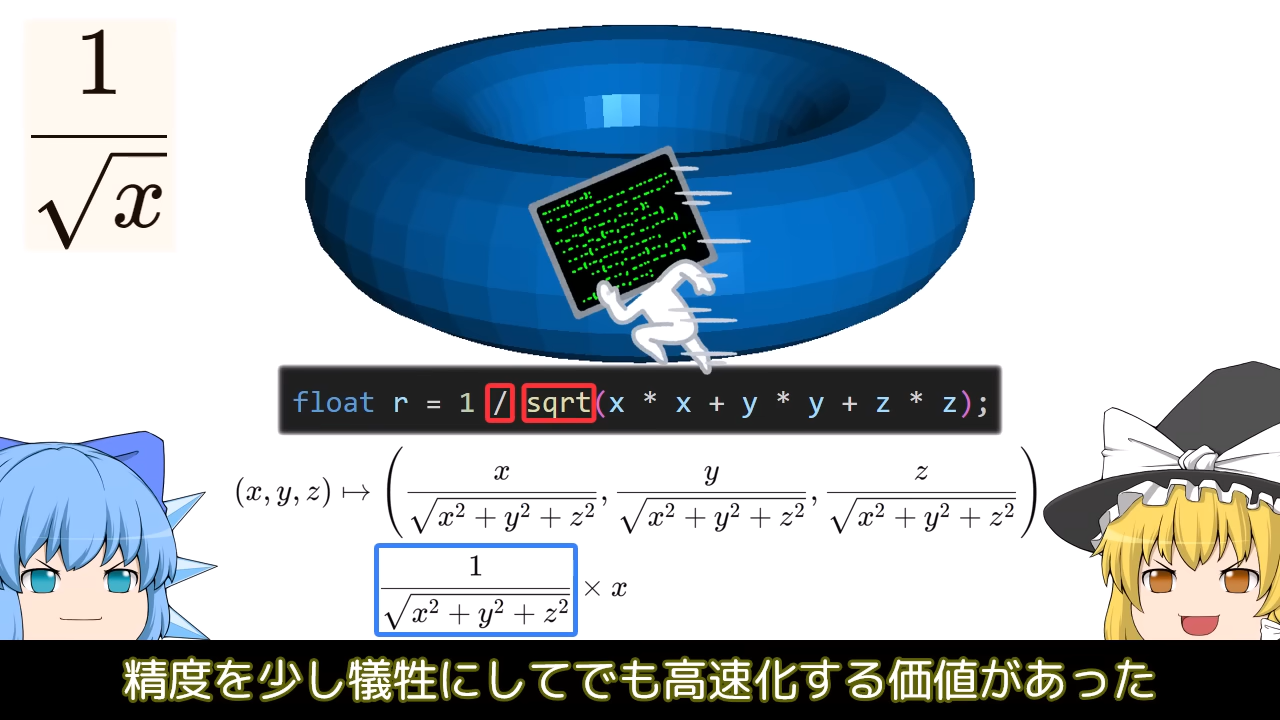 1
√x
float r = 1 / sqrt(x * x + y * y + z * z);
(x, y, z) ↦ ( x/√(x² + y² + z²), y/√(x² + y² + z²), z/√(x² + y² + z²) )
1/√(x² + y² + z²) × x
精度を少し犠牲にしてでも高速化する価値があった